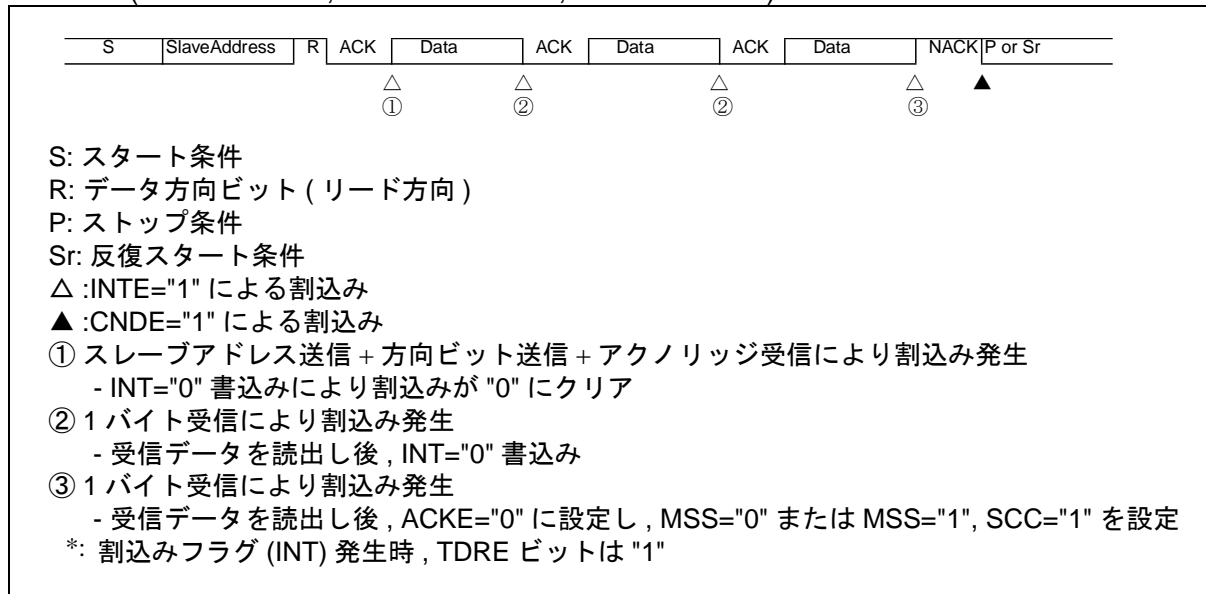 S SlaveAddress R ACK Data ACK Data ACK Data NACK P or Sr
△ △ △ △ ▲
① ② ② ③
S: スタート条件
R: データ方向ビット ( リード方向 )
P: ストップ条件
Sr: 反復スタート条件
△ :INTE="1" による割込み
▲ :CNDE="1" による割込み
① スレーブアドレス送信 + 方向ビット送信 + アクノリッジ受信により割込み発生
- INT="0" 書込みにより割込みが "0" にクリア
② 1 バイト受信により割込み発生
- 受信データを読出し後 , INT="0" 書込み
③ 1 バイト受信により割込み発生
- 受信データを読出し後 , ACKE="0" に設定し , MSS="0" または MSS="1", SCC="1" を設定
*: 割込みフラグ (INT) 発生時 , TDRE ビットは "1"